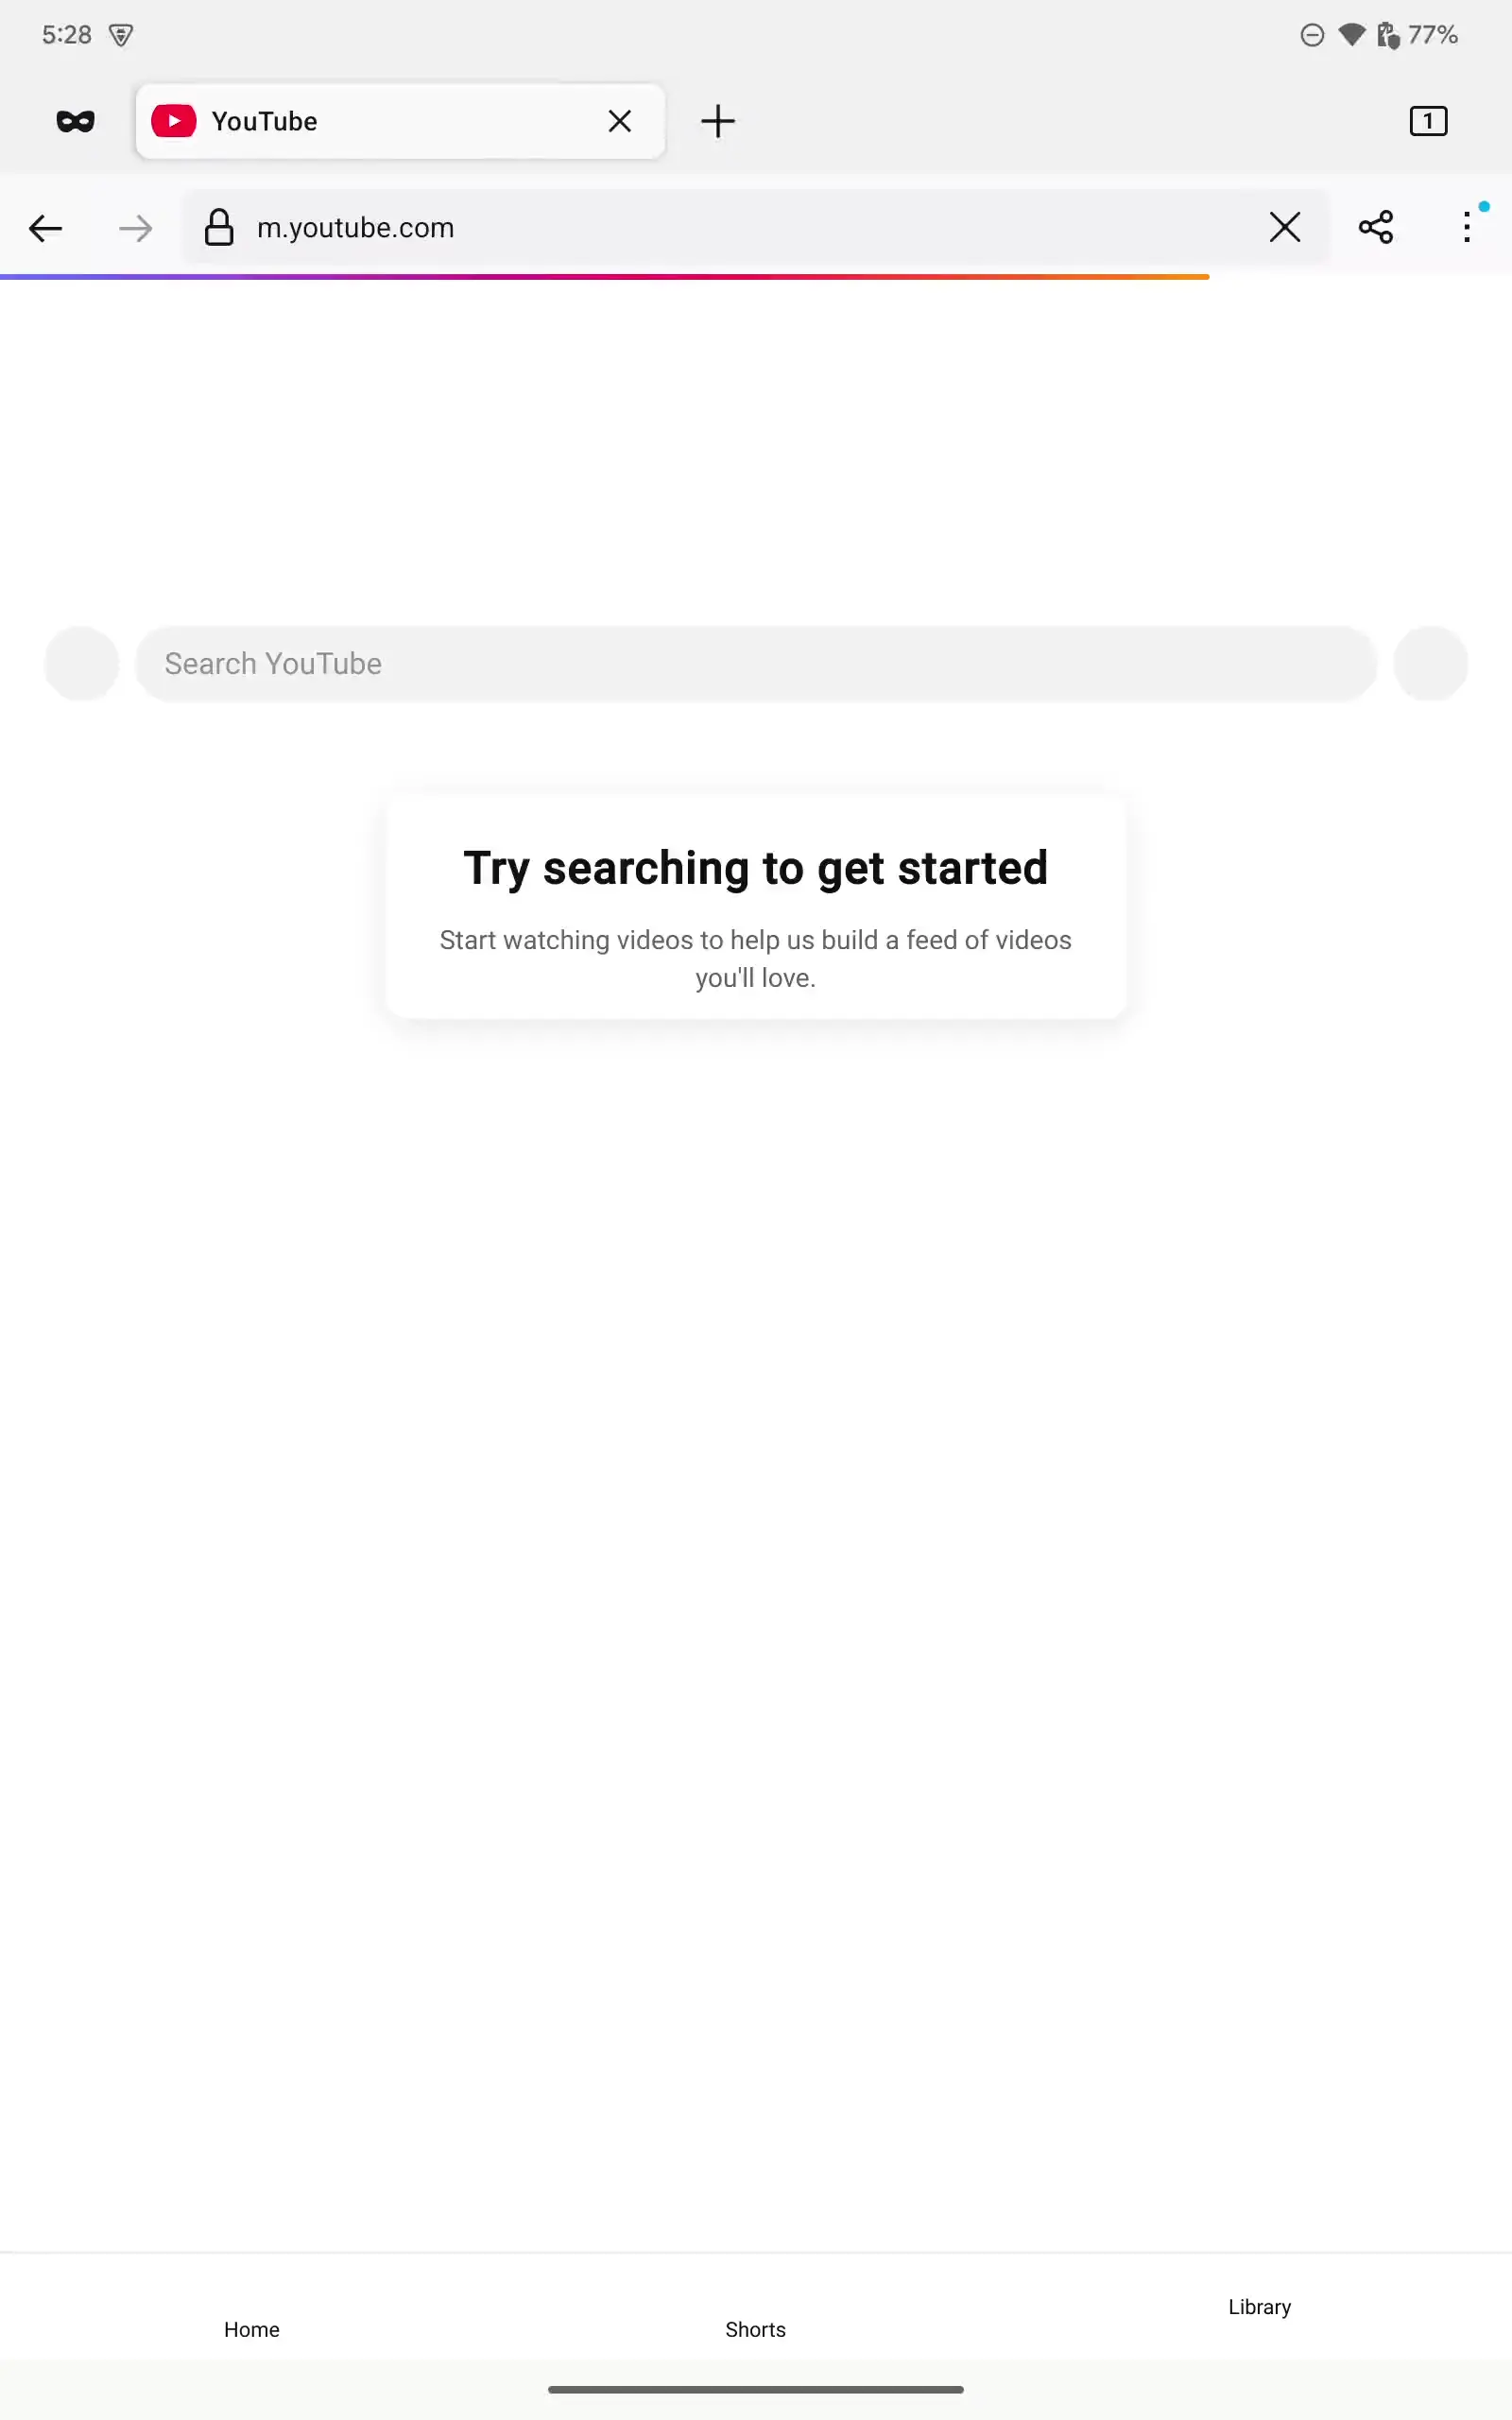 5:28
77%
YouTube
1
m.youtube.com
Search YouTube
Try searching to get started
Start watching videos to help us build a feed of videos
you'll love.
Home
Shorts
Library